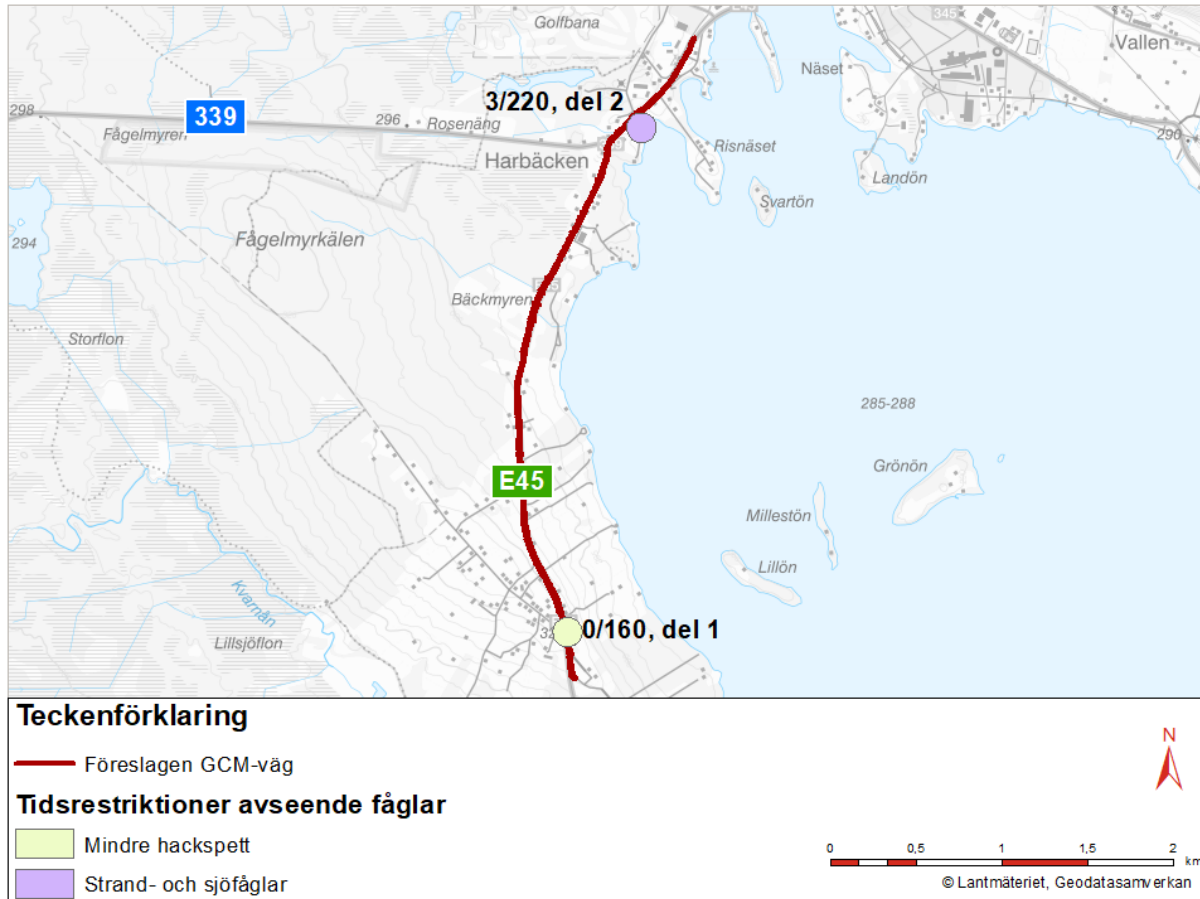 Golfbana
345
Vallen
Näset
298
339
3/220, del 2
296
Rosenäng
Fågelmyren
290
Harbäcken
Risnäset
Landön
Svartön
294
Fågelmyrkälen
Bäckmyren
Storflon
285-288
Grönön
E45
Millestön
Lillön
Kvarnån
0/160, del 1
Lillsjöflon
Teckenförklaring
N
Föreslagen GCM-väg
Tidsrestriktioner avseende fåglar
Mindre hackspett
0 0,5 1 1,5 2
km
Strand- och sjöfåglar
© Lantmäteriet, Geodatasamverkan